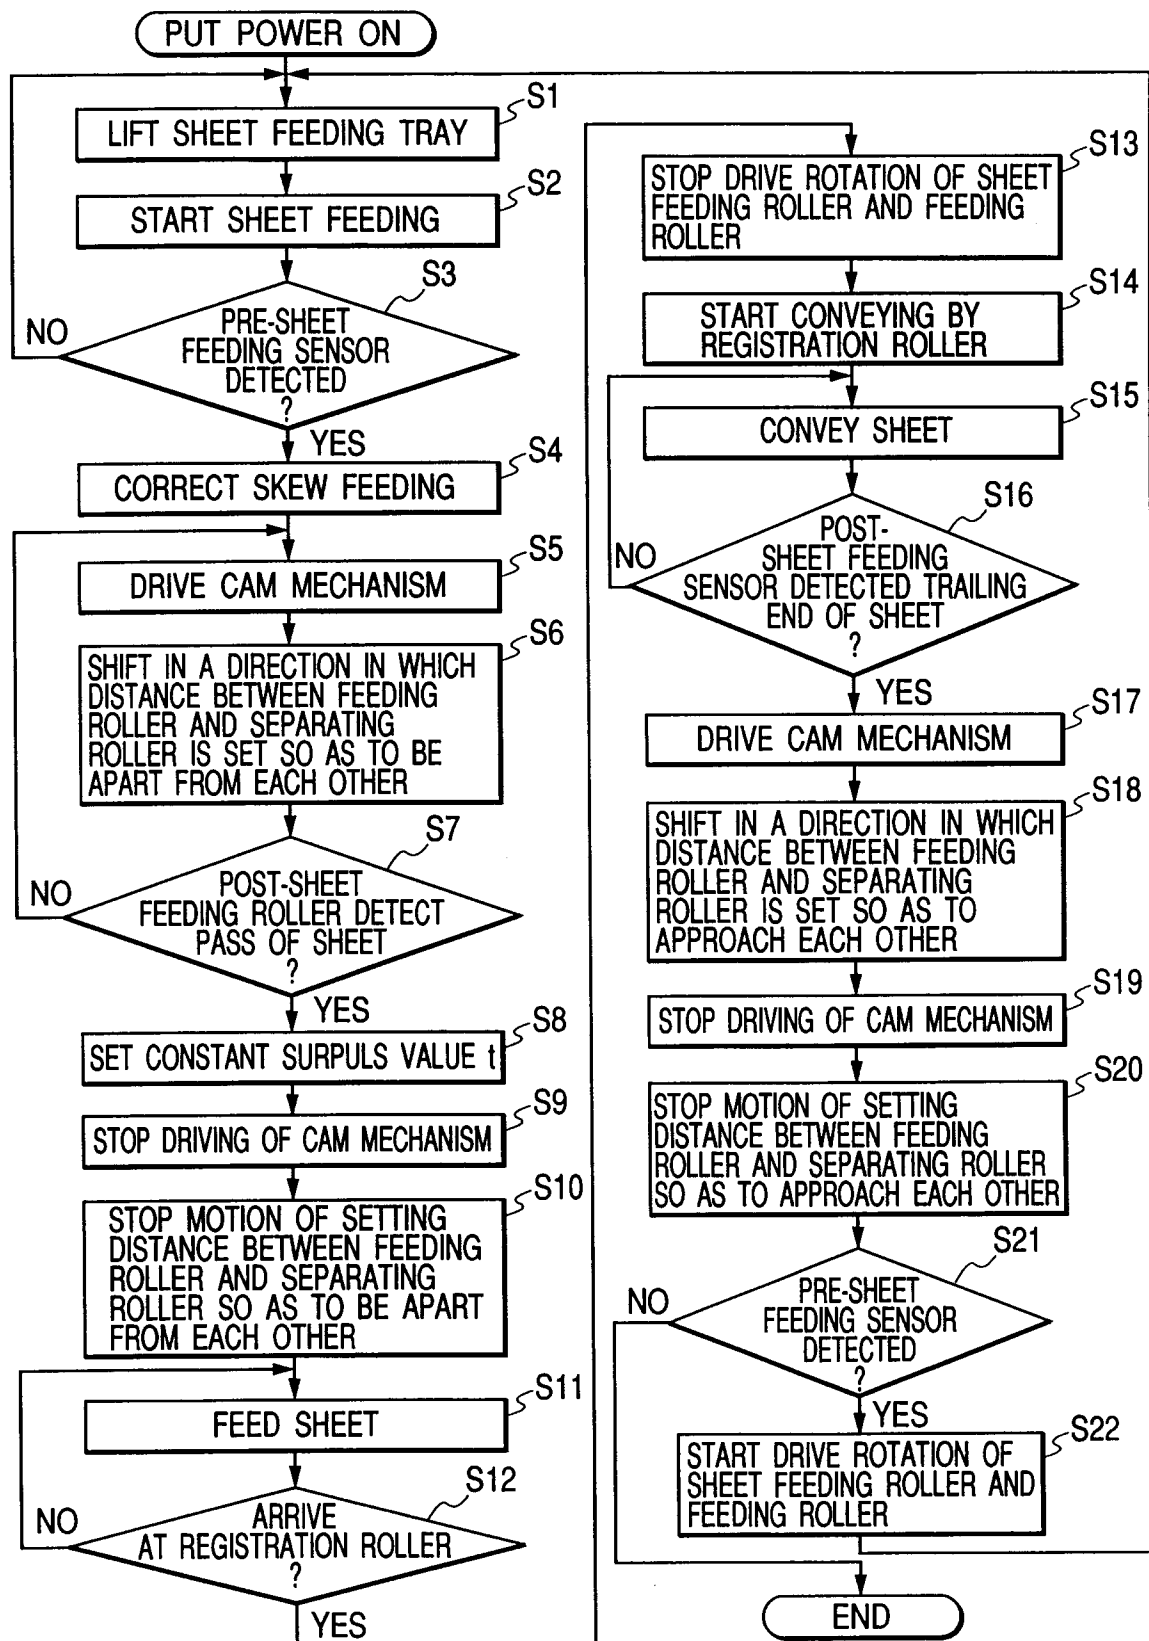 PUT POWER ON
S1
LIFT SHEET FEEDING TRAY
S2
START SHEET FEEDING
S3
PRE-SHEET
FEEDING SENSOR
DETECTED
?
NO
YES
S4
CORRECT SKEW FEEDING
S5
DRIVE CAM MECHANISM
S6
SHIFT IN A DIRECTION IN WHICH
DISTANCE BETWEEN FEEDING
ROLLER AND SEPARATING
ROLLER IS SET SO AS TO BE
APART FROM EACH OTHER
S7
POST-SHEET
FEEDING ROLLER DETECT
PASS OF SHEET
?
NO
YES
S8
SET CONSTANT SURPULS VALUE t
S9
STOP DRIVING OF CAM MECHANISM
S10
STOP MOTION OF SETTING
DISTANCE BETWEEN FEEDING
ROLLER AND SEPARATING
ROLLER SO AS TO BE APART
FROM EACH OTHER
S11
FEED SHEET
S12
ARRIVE
AT REGISTRATION ROLLER
?
NO
YES
S13
STOP DRIVE ROTATION OF SHEET
FEEDING ROLLER AND FEEDING
ROLLER
S14
START CONVEYING BY
REGISTRATION ROLLER
S15
CONVEY SHEET
S16
POST-
SHEET FEEDING
SENSOR DETECTED TRAILING
END OF SHEET
?
NO
YES
S17
DRIVE CAM MECHANISM
S18
SHIFT IN A DIRECTION IN WHICH
DISTANCE BETWEEN FEEDING
ROLLER AND SEPARATING
ROLLER IS SET SO AS TO
APPROACH EACH OTHER
S19
STOP DRIVING OF CAM MECHANISM
S20
STOP MOTION OF SETTING
DISTANCE BETWEEN FEEDING
ROLLER AND SEPARATING ROLLER
SO AS TO APPROACH EACH OTHER
S21
PRE-SHEET
FEEDING SENSOR
DETECTED
?
NO
YES
S22
START DRIVE ROTATION OF
SHEET FEEDING ROLLER AND
FEEDING ROLLER
END